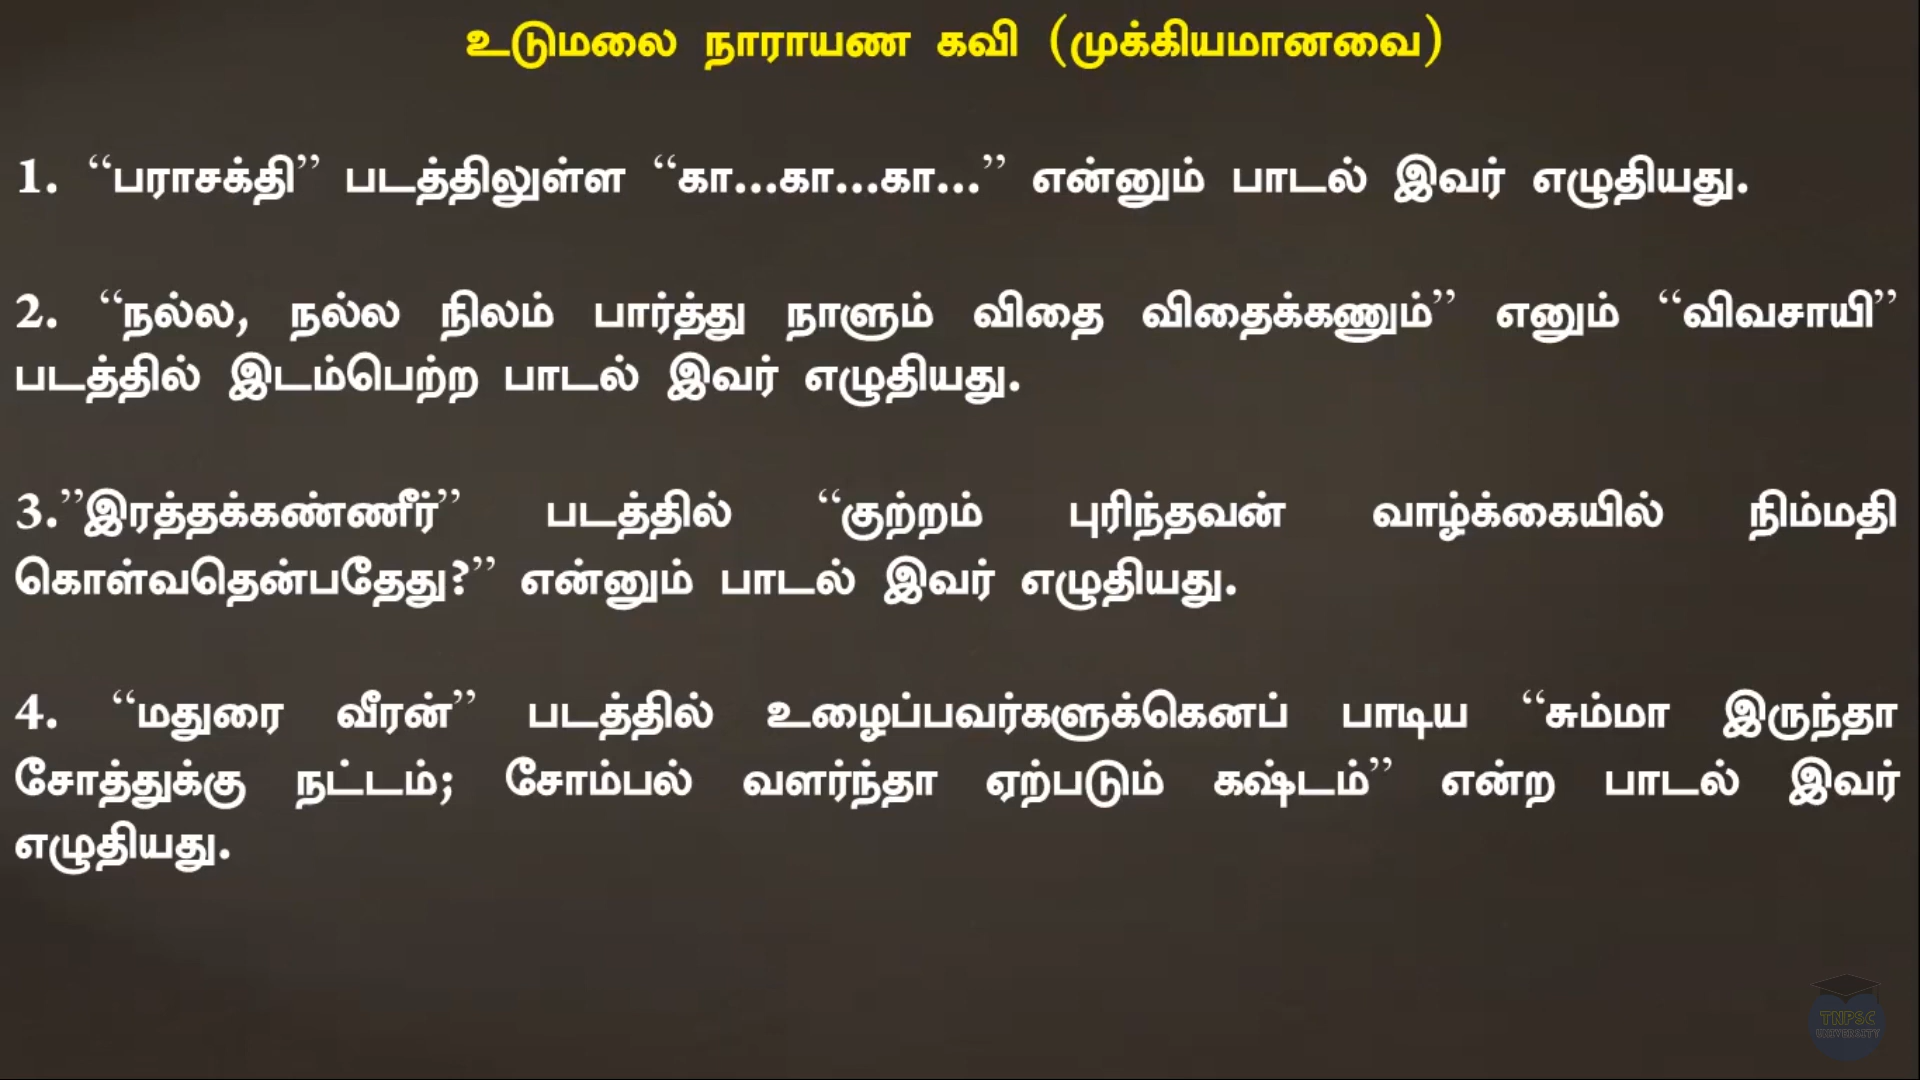 உடுமலை நாராயண கவி (முக்கியமானவை)
1. “பராசக்தி” படத்திலுள்ள “கா...கா...கா...” என்னும் பாடல் இவர் எழுதியது.
2. “நல்ல, நல்ல நிலம் பார்த்து நாளும் விதை விதைக்கணும்” எனும் “விவசாயி”
படத்தில் இடம்பெற்ற பாடல் இவர் எழுதியது.
3.”இரத்தக்கண்ணீர்” படத்தில் “குற்றம் புரிந்தவன் வாழ்க்கையில் நிம்மதி
கொள்வதென்பதேது?” என்னும் பாடல் இவர் எழுதியது.
4. “மதுரை வீரன்” படத்தில் உழைப்பவர்களுக்கெனப் பாடிய “சும்மா இருந்தா
சோத்துக்கு நட்டம்; சோம்பல் வளர்ந்தா ஏற்படும் கஷ்டம்” என்ற பாடல் இவர்
எழுதியது.
TNPSC
UNIVERSITY